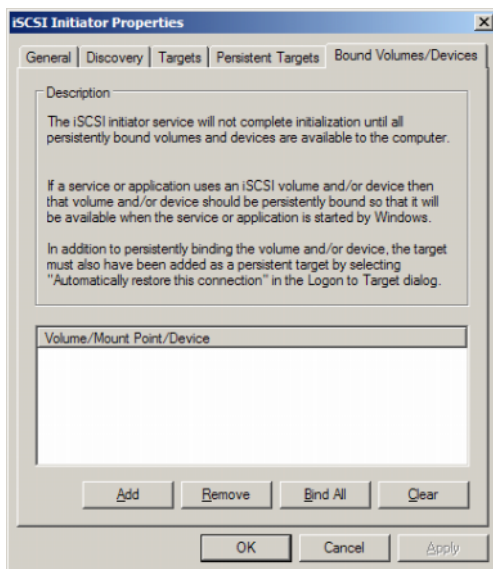 iSCSI Initiator Properties
General Discovery Targets Persistent Targets Bound Volumes/Devices
Description
The iSCSI initiator service will not complete initialization until all
persistently bound volumes and devices are available to the computer.
If a service or application uses an iSCSI volume and/or device then
that volume and/or device should be persistently bound so that it will
be available when the service or application is started by Windows.
In addition to persistently binding the volume and/or device, the target
must also have been added as a persistent target by selecting
"Automatically restore this connection" in the Logon to Target dialog.
Volume/Mount Point/Device
Add Remove Bind All Clear
OK Cancel Apply